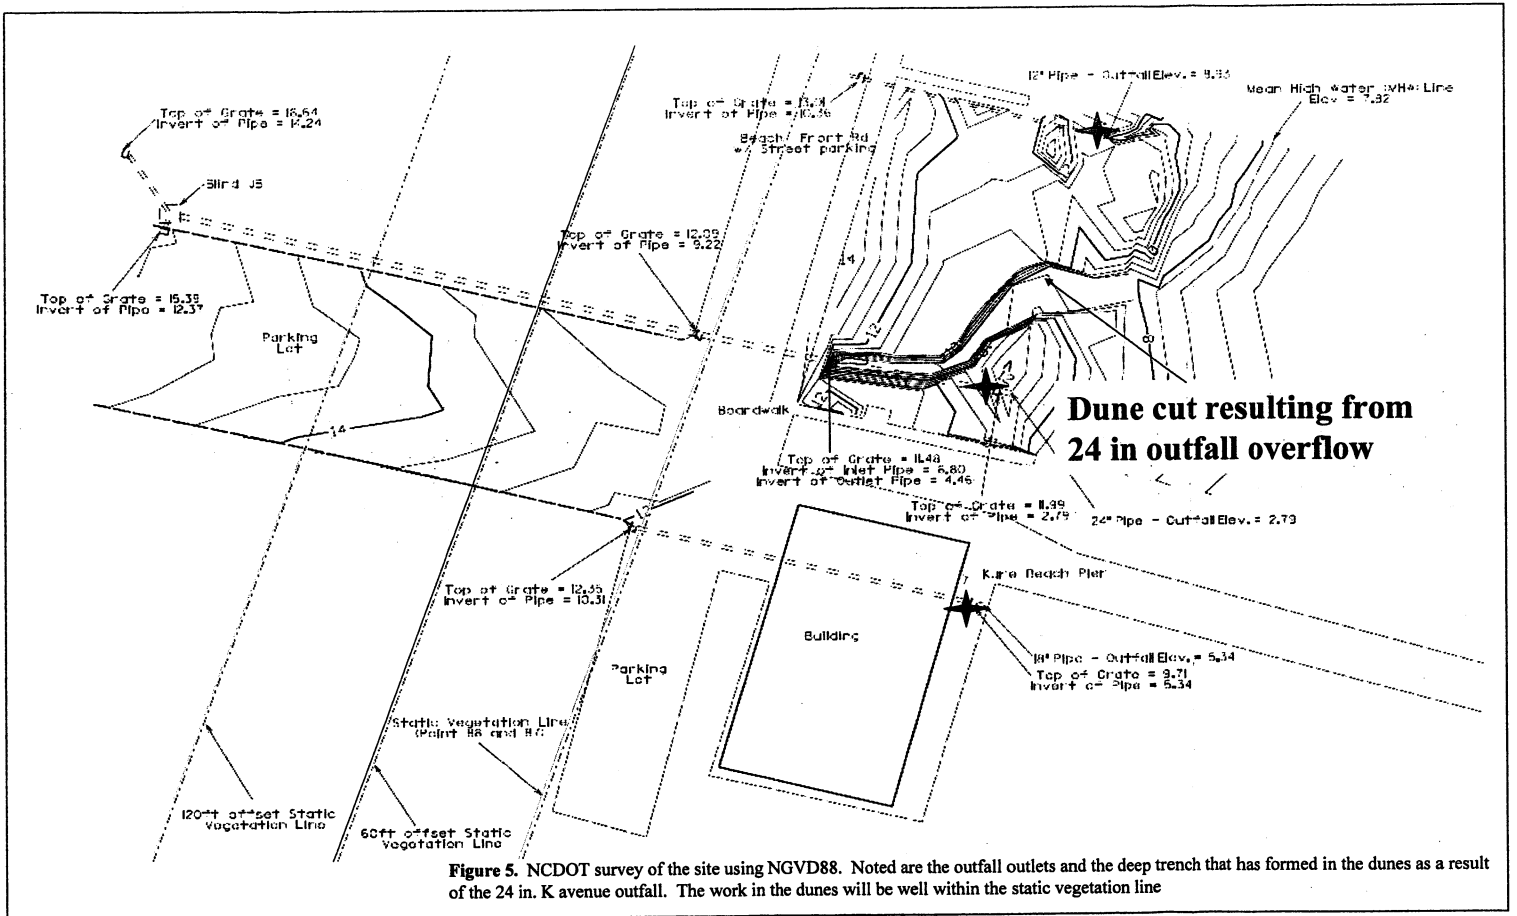 12" Pipe - Outfall Elev. = 9.93
Mean High Water (MHW) Line
Elev = 7.92
Top of Grate = 16.64
Invert of Pipe = 14.24
Top of Grate = 13.91
Invert of Pipe = 10.36
Beach Front Rd
w/ Street parking
Blind JB
Top of Grate = 12.09
Invert of Pipe = 9.22
14
Top of Grate = 15.39
Invert of Pipe = 12.37
Parking
Lot
12
8
14
Boardwalk
Dune cut resulting from
24 in outfall overflow
Top of Grate = 11.48
Invert of Inlet Pipe = 6.80
Invert of Outlet Pipe = 4.46
Top of Grate = 11.99
Invert of Pipe = 2.79
24" Pipe - Outfall Elev. = 2.79
12
Kure Beach Pier
Top of Grate = 12.35
Invert of Pipe = 10.31
Building
18" Pipe - Outfall Elev. = 5.34
Top of Grate = 9.71
Invert of Pipe = 5.34
Parking
Lot
Static Vegetation Line
(Point 86 and 87)
120ft offset Static
Vegetation Line
60ft offset Static
Vegetation Line
Figure 5. NCDOT survey of the site using NGVD88. Noted are the outfall outlets and the deep trench that has formed in the dunes as a result
of the 24 in. K avenue outfall. The work in the dunes will be well within the static vegetation line